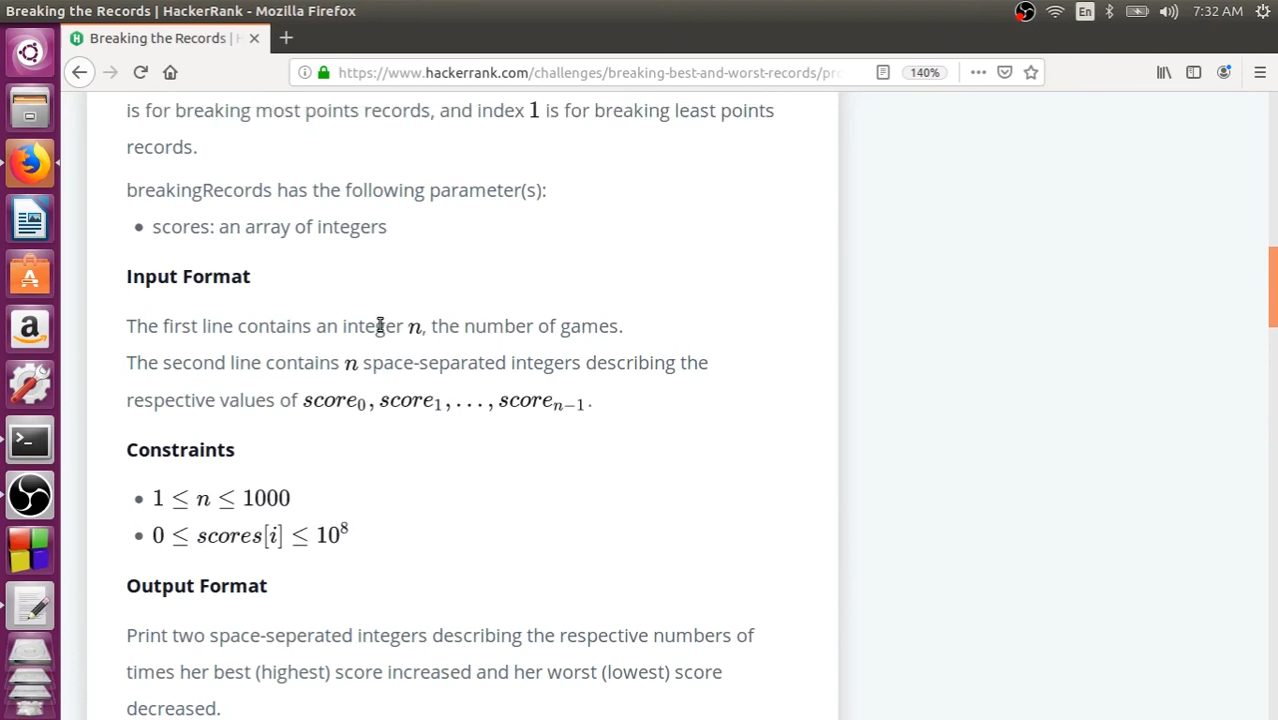 Breaking the Records | HackerRank - Mozilla Firefox
En
7:32 AM
Breaking the Records |
https://www.hackerrank.com/challenges/breaking-best-and-worst-records/pro
140%
is for breaking most points records, and index 1 is for breaking least points
records.
breakingRecords has the following parameter(s):
• scores: an array of integers
Input Format
The first line contains an integer n, the number of games.
The second line contains n space-separated integers describing the
respective values of score₀, score₁, . . . , scoreₙ₋₁.
Constraints
• 1 ≤ n ≤ 1000
• 0 ≤ scores[i] ≤ 10⁸
Output Format
Print two space-seperated integers describing the respective numbers of
times her best (highest) score increased and her worst (lowest) score
decreased.